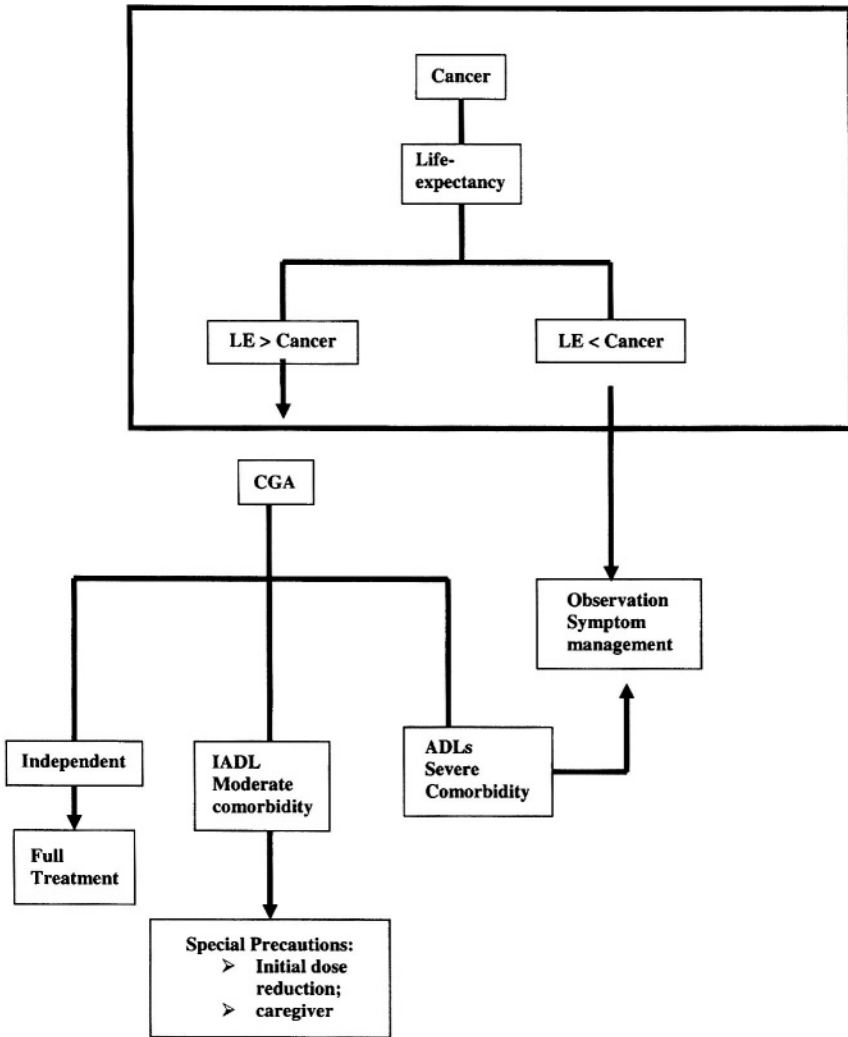 Cancer
Life-
expectancy
LE > Cancer
LE < Cancer
CGA
Observation
Symptom
management
Independent
IADL
Moderate
comorbidity
ADLs
Severe
Comorbidity
Full
Treatment
Special Precautions:
➢ Initial dose
reduction;
➢ caregiver